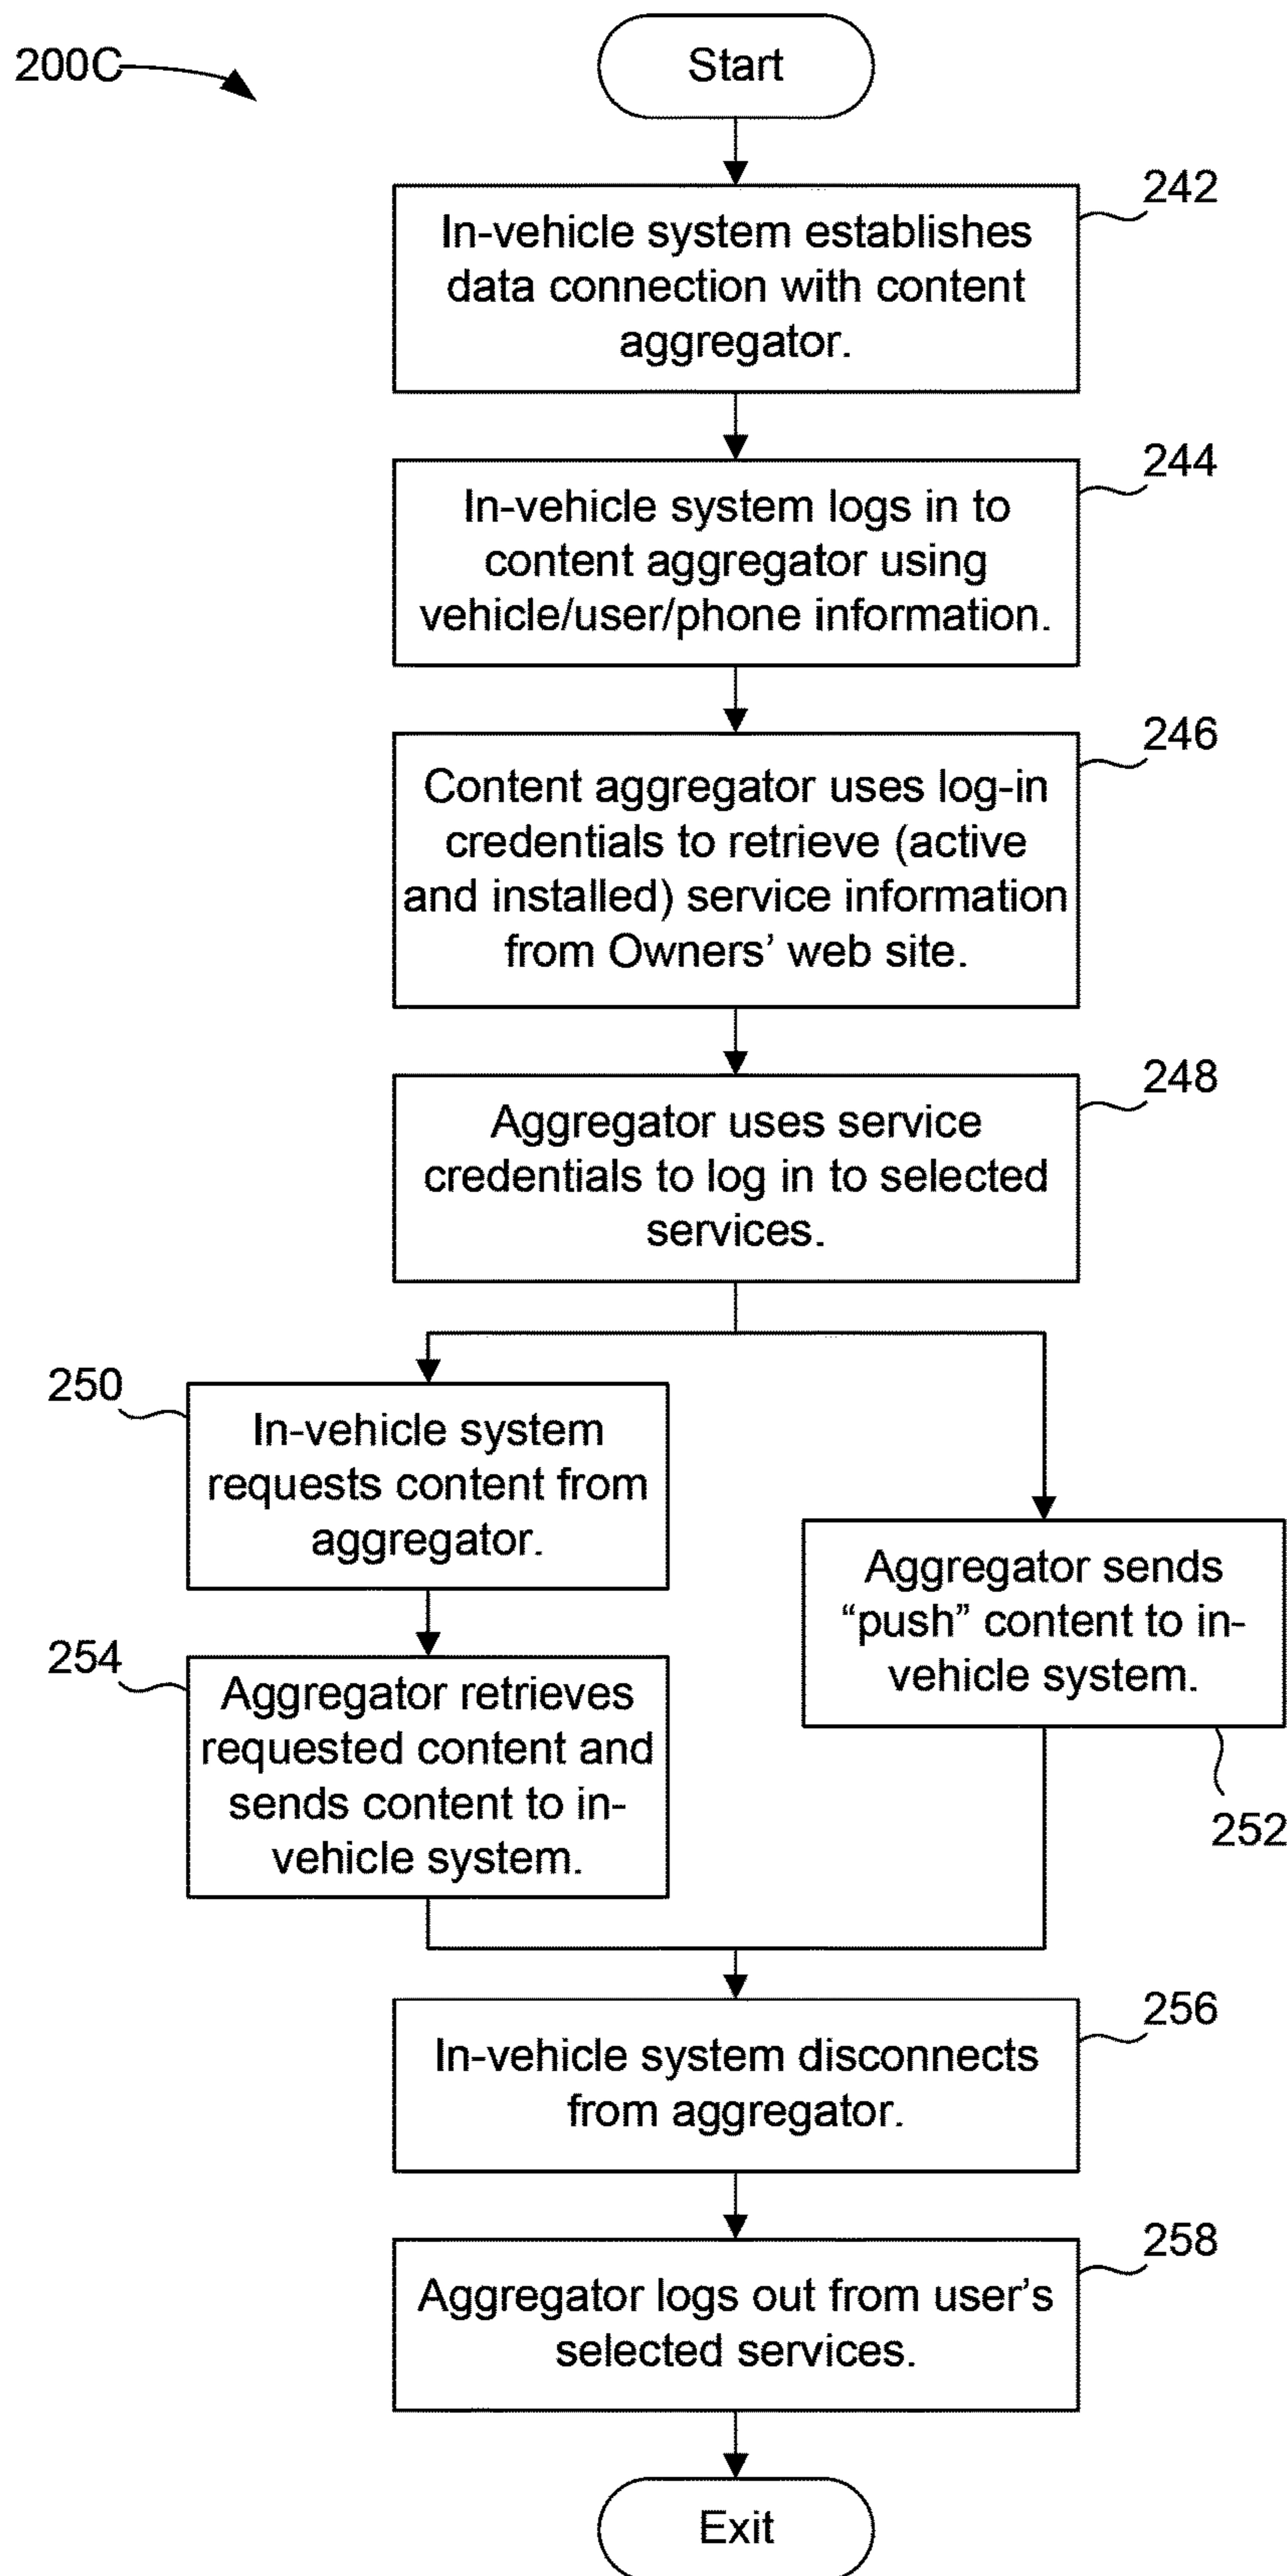 200C
Start
242
In-vehicle system establishes
data connection with content
aggregator.
244
In-vehicle system logs in to
content aggregator using
vehicle/user/phone information.
246
Content aggregator uses log-in
credentials to retrieve (active
and installed) service information
from Owners’ web site.
248
Aggregator uses service
credentials to log in to selected
services.
250
In-vehicle system
requests content from
aggregator.
254
Aggregator retrieves
requested content and
sends content to in-
vehicle system.
Aggregator sends
“push” content to in-
vehicle system.
252
256
In-vehicle system disconnects
from aggregator.
258
Aggregator logs out from user’s
selected services.
Exit